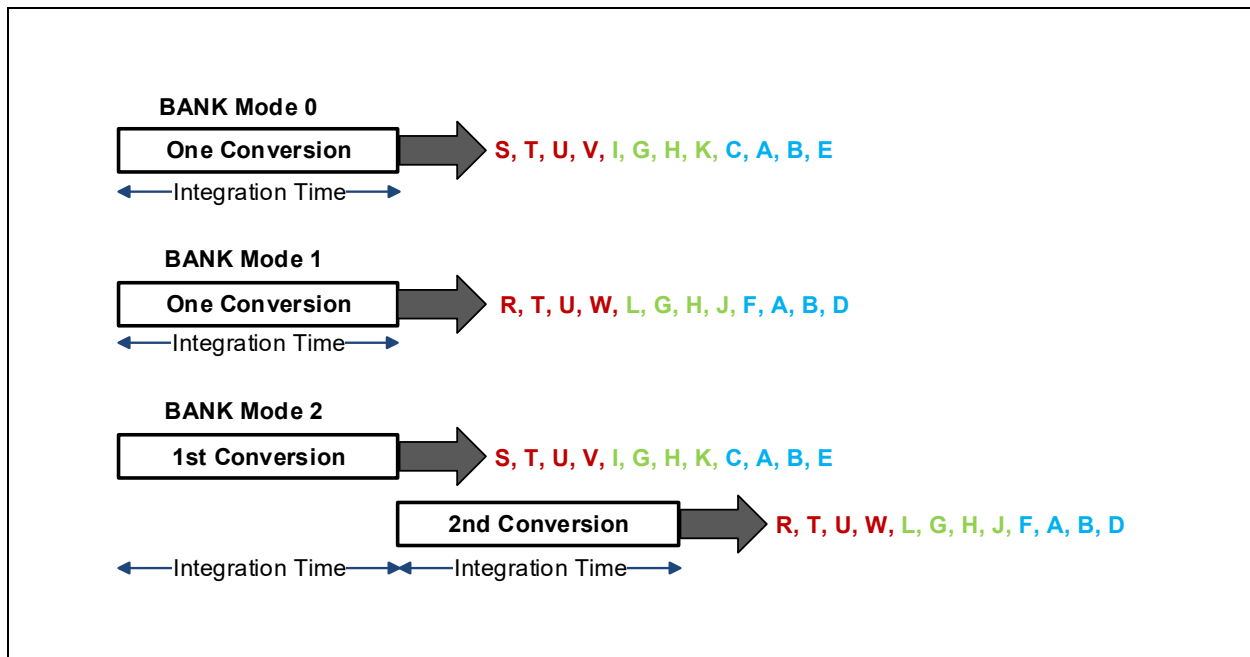 BANK Mode 0
One Conversion
S, T, U, V, I, G, H, K, C, A, B, E
Integration Time
BANK Mode 1
One Conversion
R, T, U, W, L, G, H, J, F, A, B, D
Integration Time
BANK Mode 2
1st Conversion
S, T, U, V, I, G, H, K, C, A, B, E
2nd Conversion
R, T, U, W, L, G, H, J, F, A, B, D
Integration Time
Integration Time